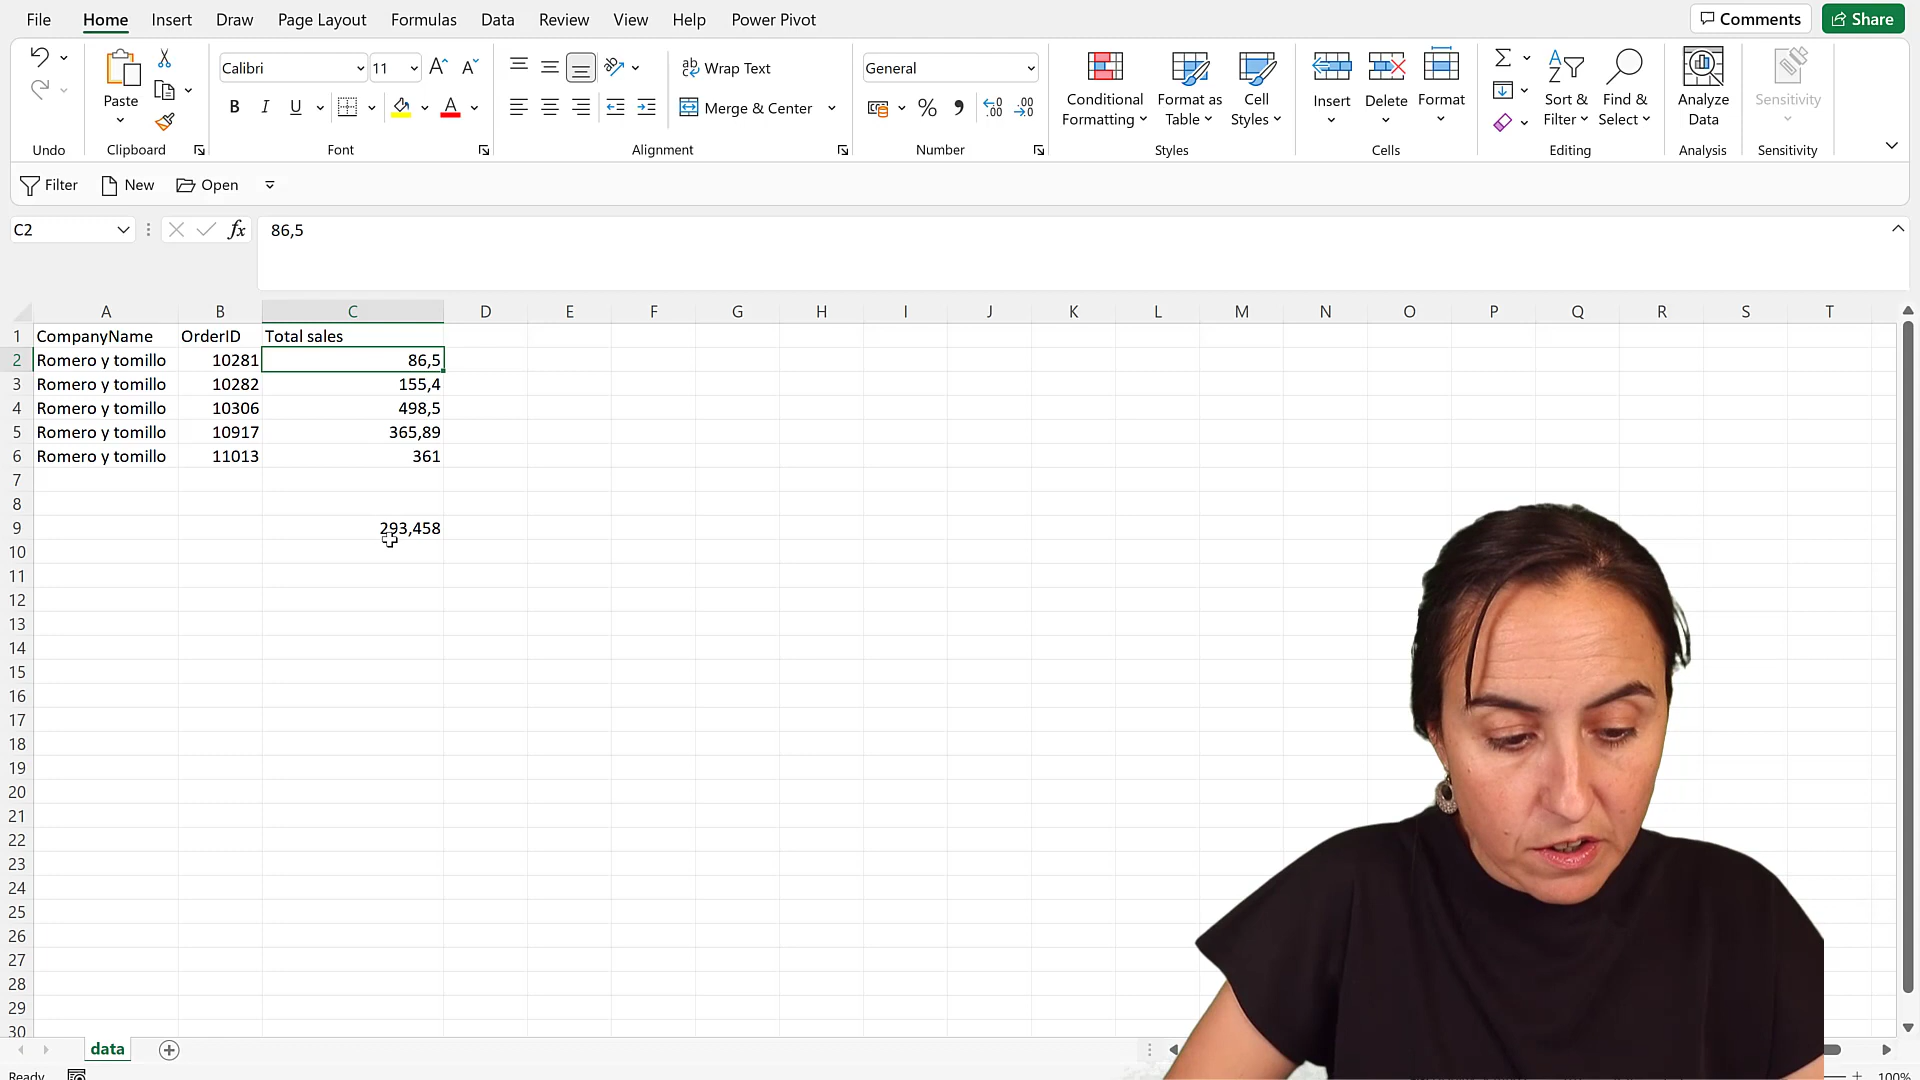 File Home Insert Draw Page Layout Formulas Data Review View Help Power Pivot Comments Share
Calibri 11 Wrap Text General
Paste B I U Merge & Center Conditional Formatting Format as Table Cell Styles Insert Delete Format Sort & Filter Find & Select Analyze Data Sensitivity
Undo Clipboard Font Alignment Number Styles Cells Editing Analysis Sensitivity
Filter New Open
C2 fx 86,5
A B C D E F G H I J K L M N O P Q R S T
1 CompanyName OrderID Total sales
2 Romero y tomillo 10281 86,5
3 Romero y tomillo 10282 155,4
4 Romero y tomillo 10306 498,5
5 Romero y tomillo 10917 365,89
6 Romero y tomillo 11013 361
7
8
9 293,458
10
11
12
13
14
15
16
17
18
19
20
21
22
23
24
25
26
27
28
29
30
data
Ready 100%